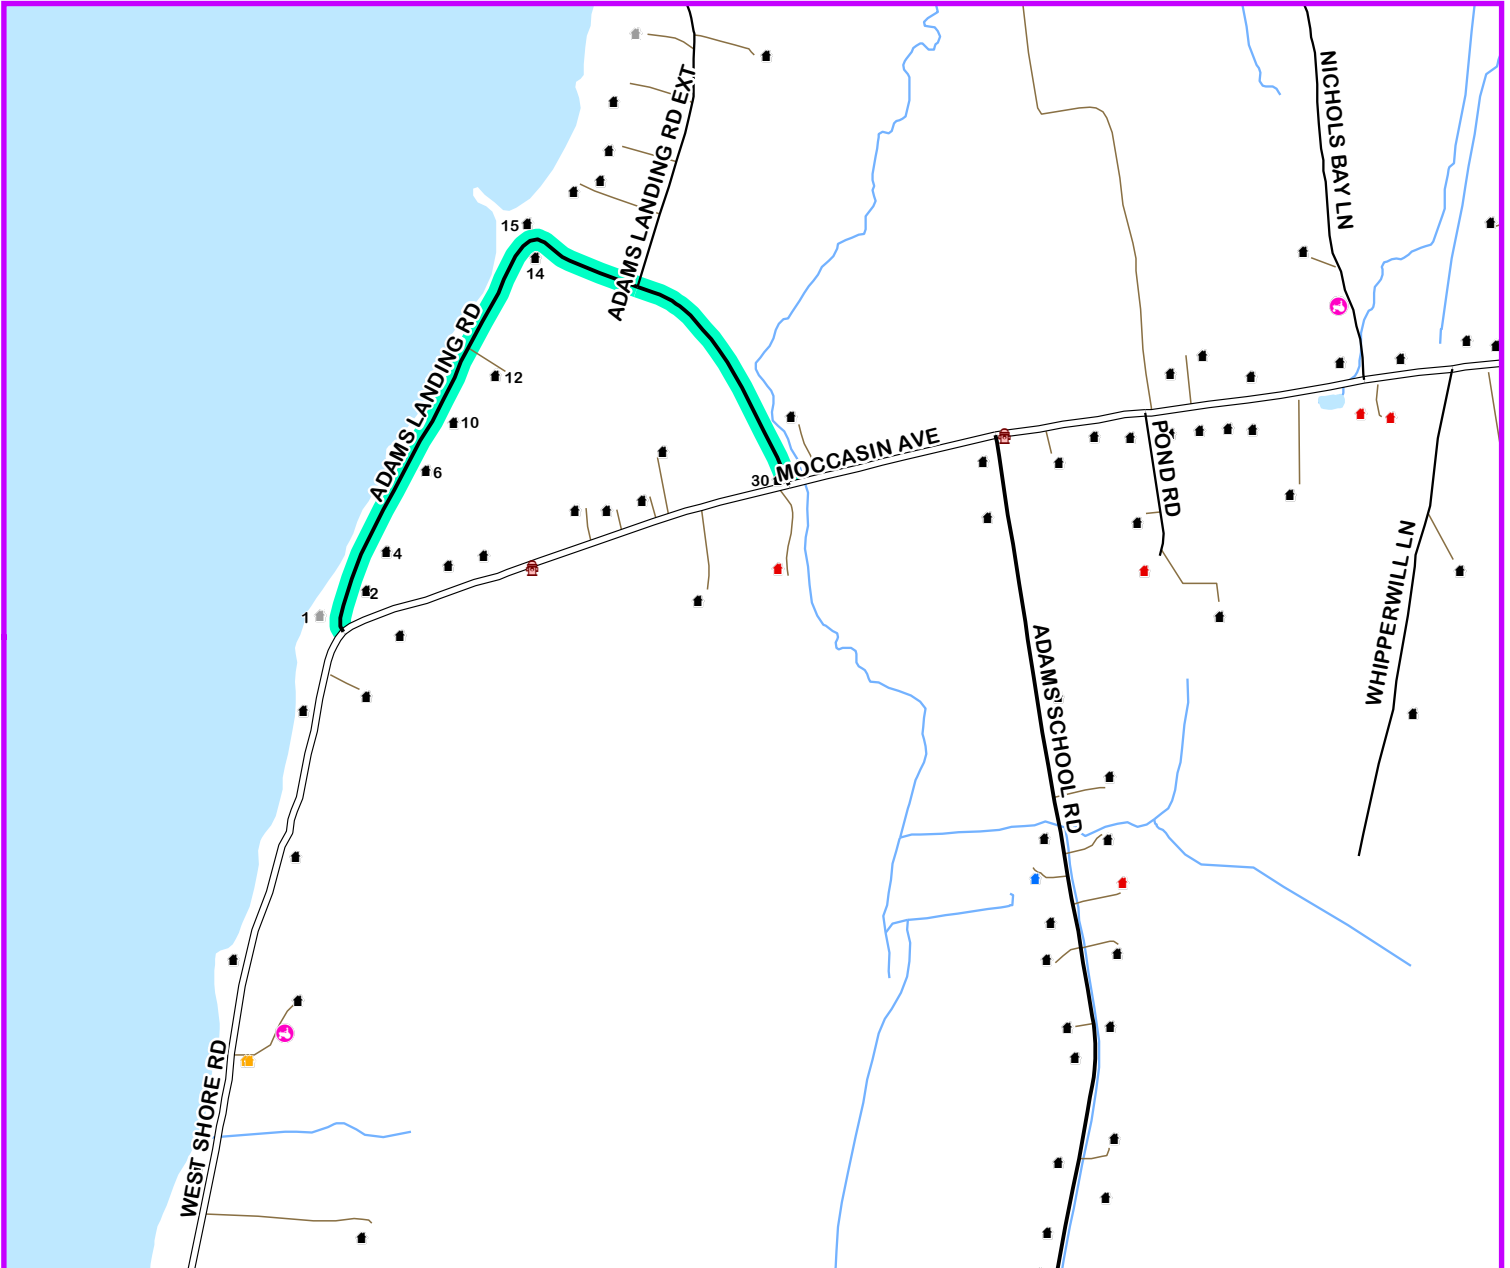 NICHOLS BAY LN
ADAMS LANDING RD EXT
15
14
ADAMS LANDING RD
12
10
6
30
MOCCASIN AVE
POND RD
4
2
1
WHIPPERWILL LN
ADAMS SCHOOL RD
WEST SHORE RD